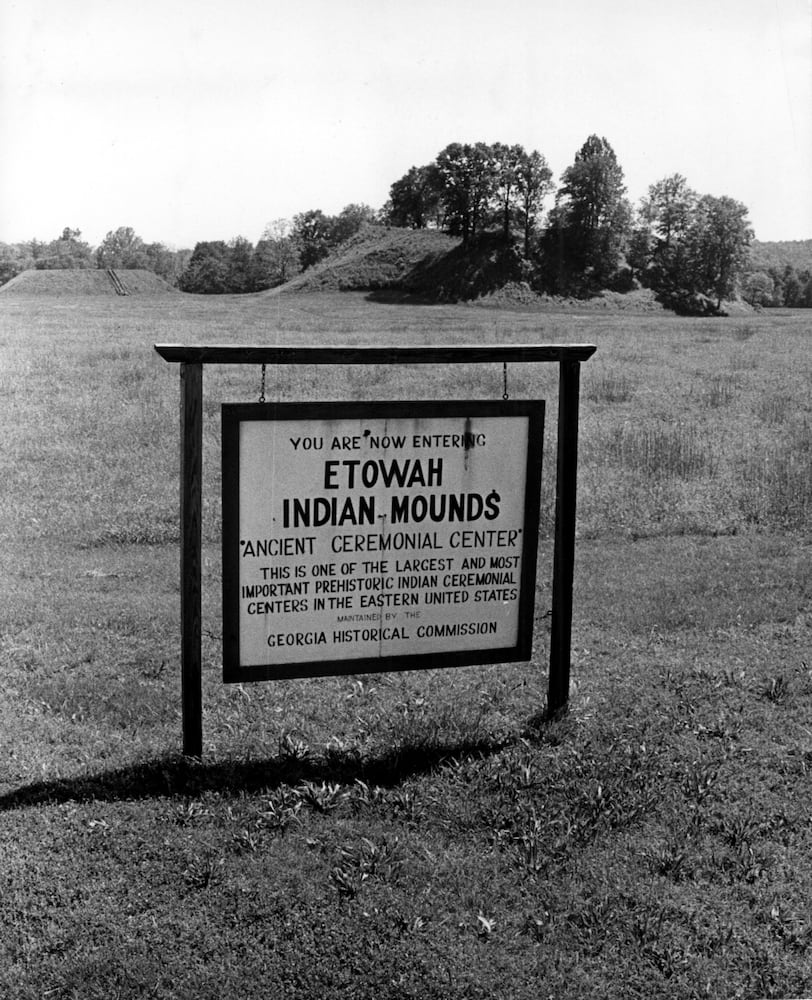 YOU ARE NOW ENTERING
ETOWAH
INDIAN MOUNDS
"ANCIENT CEREMONIAL CENTER"
THIS IS ONE OF THE LARGEST AND MOST
IMPORTANT PREHISTORIC INDIAN CEREMONIAL
CENTERS IN THE EASTERN UNITED STATES
MAINTAINED BY THE
GEORGIA HISTORICAL COMMISSION